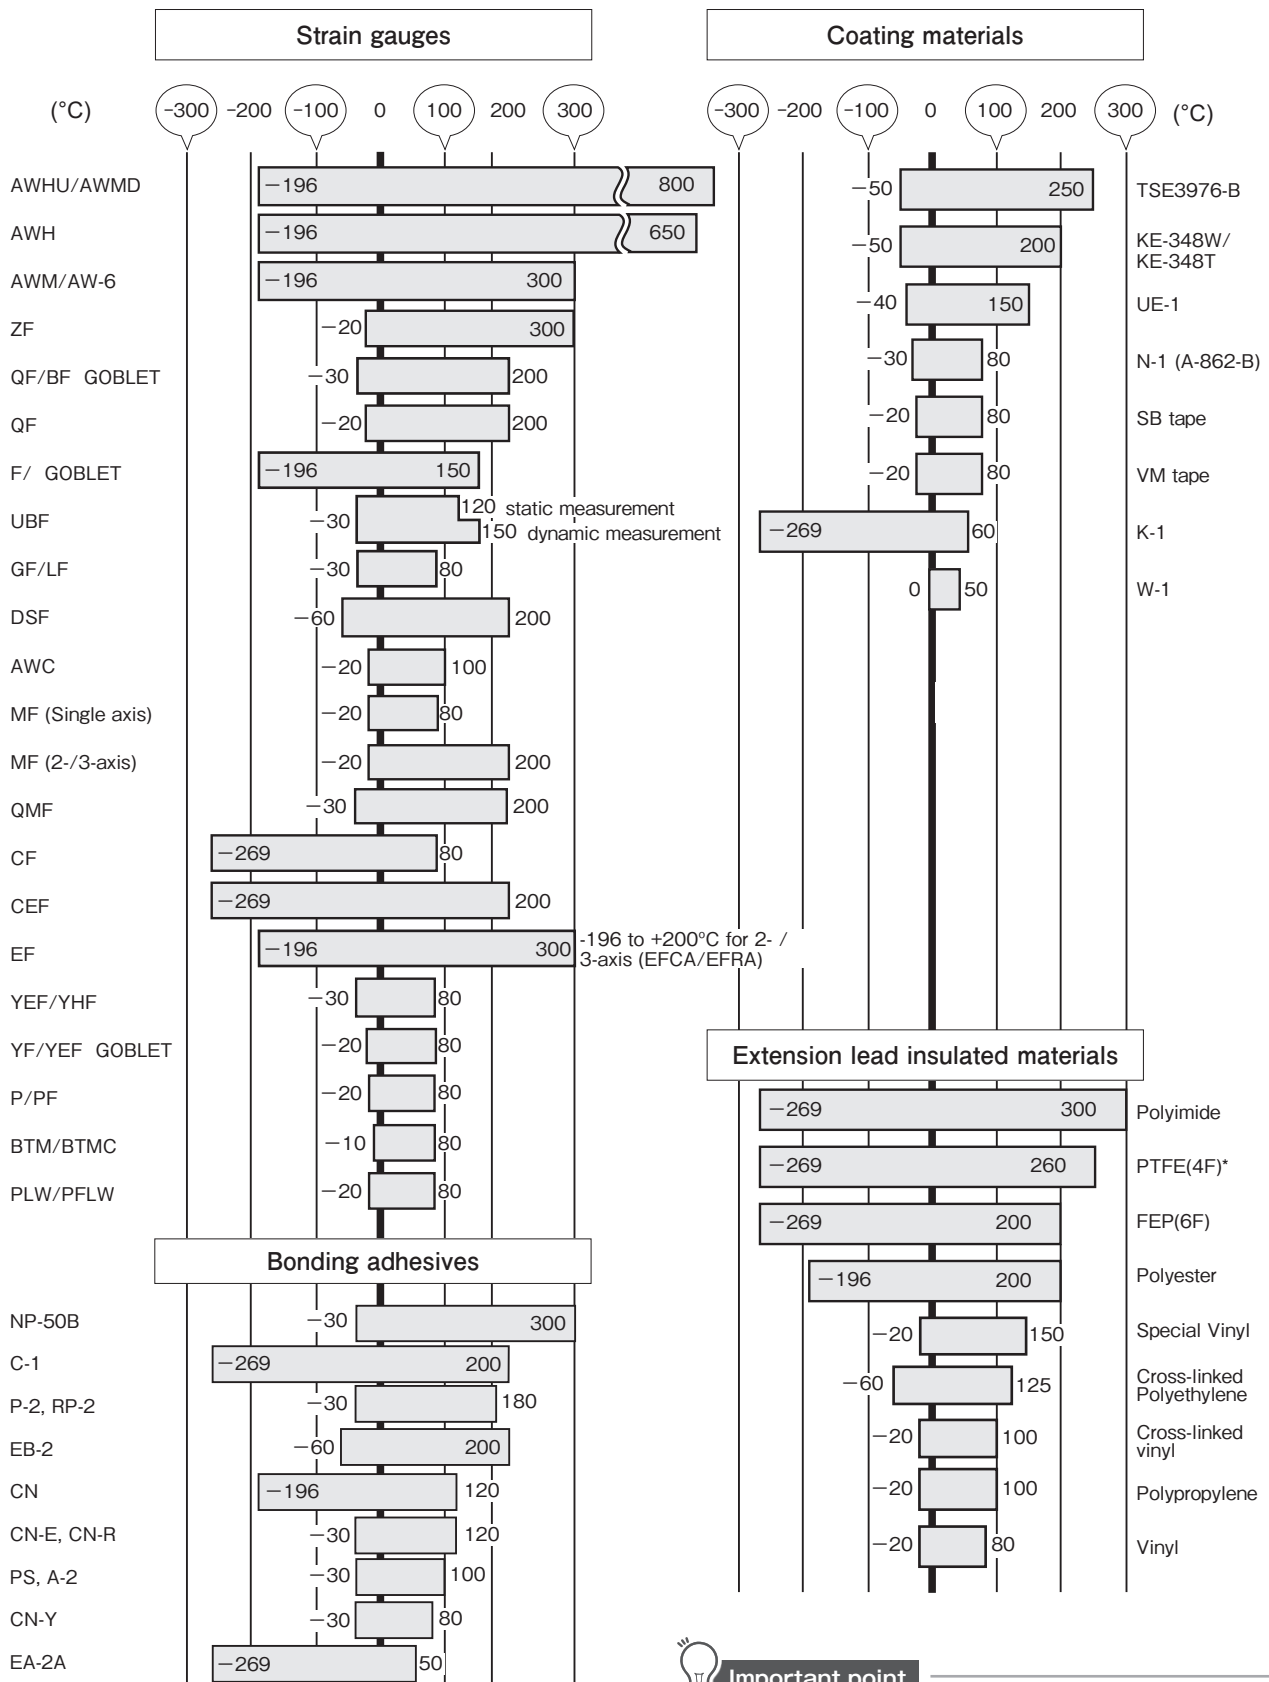 Strain gauges
(°C) -300 -200 -100 0 100 200 300
AWHU/AWMD −196 800
AWH −196 650
AWM/AW-6 −196 300
ZF −20 300
QF/BF GOBLET −30 200
QF −20 200
F/ GOBLET −196 150
UBF −30 120 static measurement
150 dynamic measurement
GF/LF −30 80
DSF −60 200
AWC −20 100
MF (Single axis) −20 80
MF (2-/3-axis) −20 200
QMF −30 200
CF −269 80
CEF −269 200
EF −196 300 -196 to +200°C for 2- /
3-axis (EFCA/EFRA)
YEF/YHF −30 80
YF/YEF GOBLET −20 80
P/PF −20 80
BTM/BTMC −10 80
PLW/PFLW −20 80
Bonding adhesives
NP-50B −30 300
C-1 −269 200
P-2, RP-2 −30 180
EB-2 −60 200
CN −196 120
CN-E, CN-R −30 120
PS, A-2 −30 100
CN-Y −30 80
EA-2A −269 50
Coating materials
-300 -200 -100 0 100 200 300 (°C)
−50 250 TSE3976-B
−50 200 KE-348W/
KE-348T
−40 150 UE-1
−30 80 N-1 (A-862-B)
−20 80 SB tape
−20 80 VM tape
−269 60 K-1
0 50 W-1
Extension lead insulated materials
−269 300 Polyimide
−269 260 PTFE(4F)*
−269 200 FEP(6F)
−196 200 Polyester
−20 150 Special Vinyl
−60 125 Cross-linked
Polyethylene
−20 100 Cross-linked
vinyl
−20 100 Polypropylene
−20 80 Vinyl
Important point